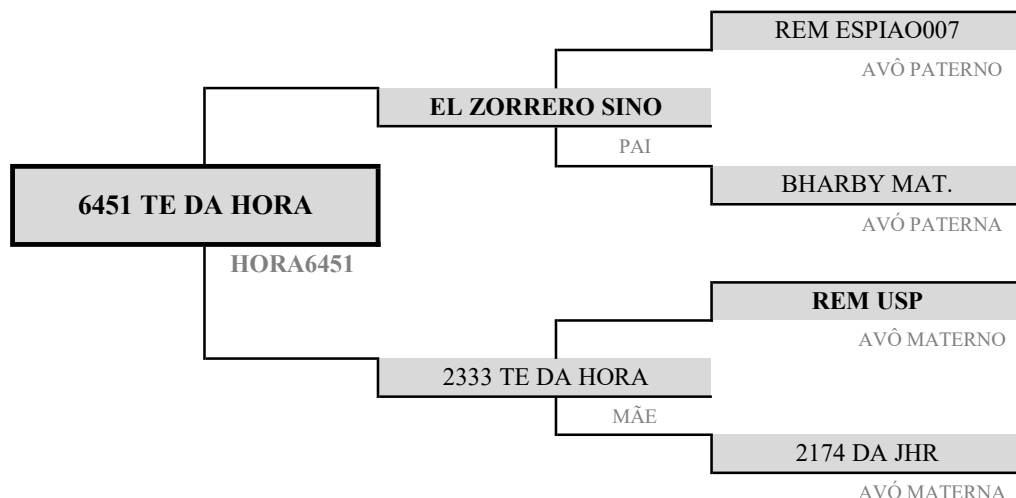 REM ESPIAO007
AVÔ PATERNO
EL ZORRERO SINO
PAI
BHARBY MAT.
AVÓ PATERNA
6451 TE DA HORA
HORA6451
REM USP
AVÔ MATERNO
2333 TE DA HORA
MÃE
2174 DA JHR
AVÓ MATERNA